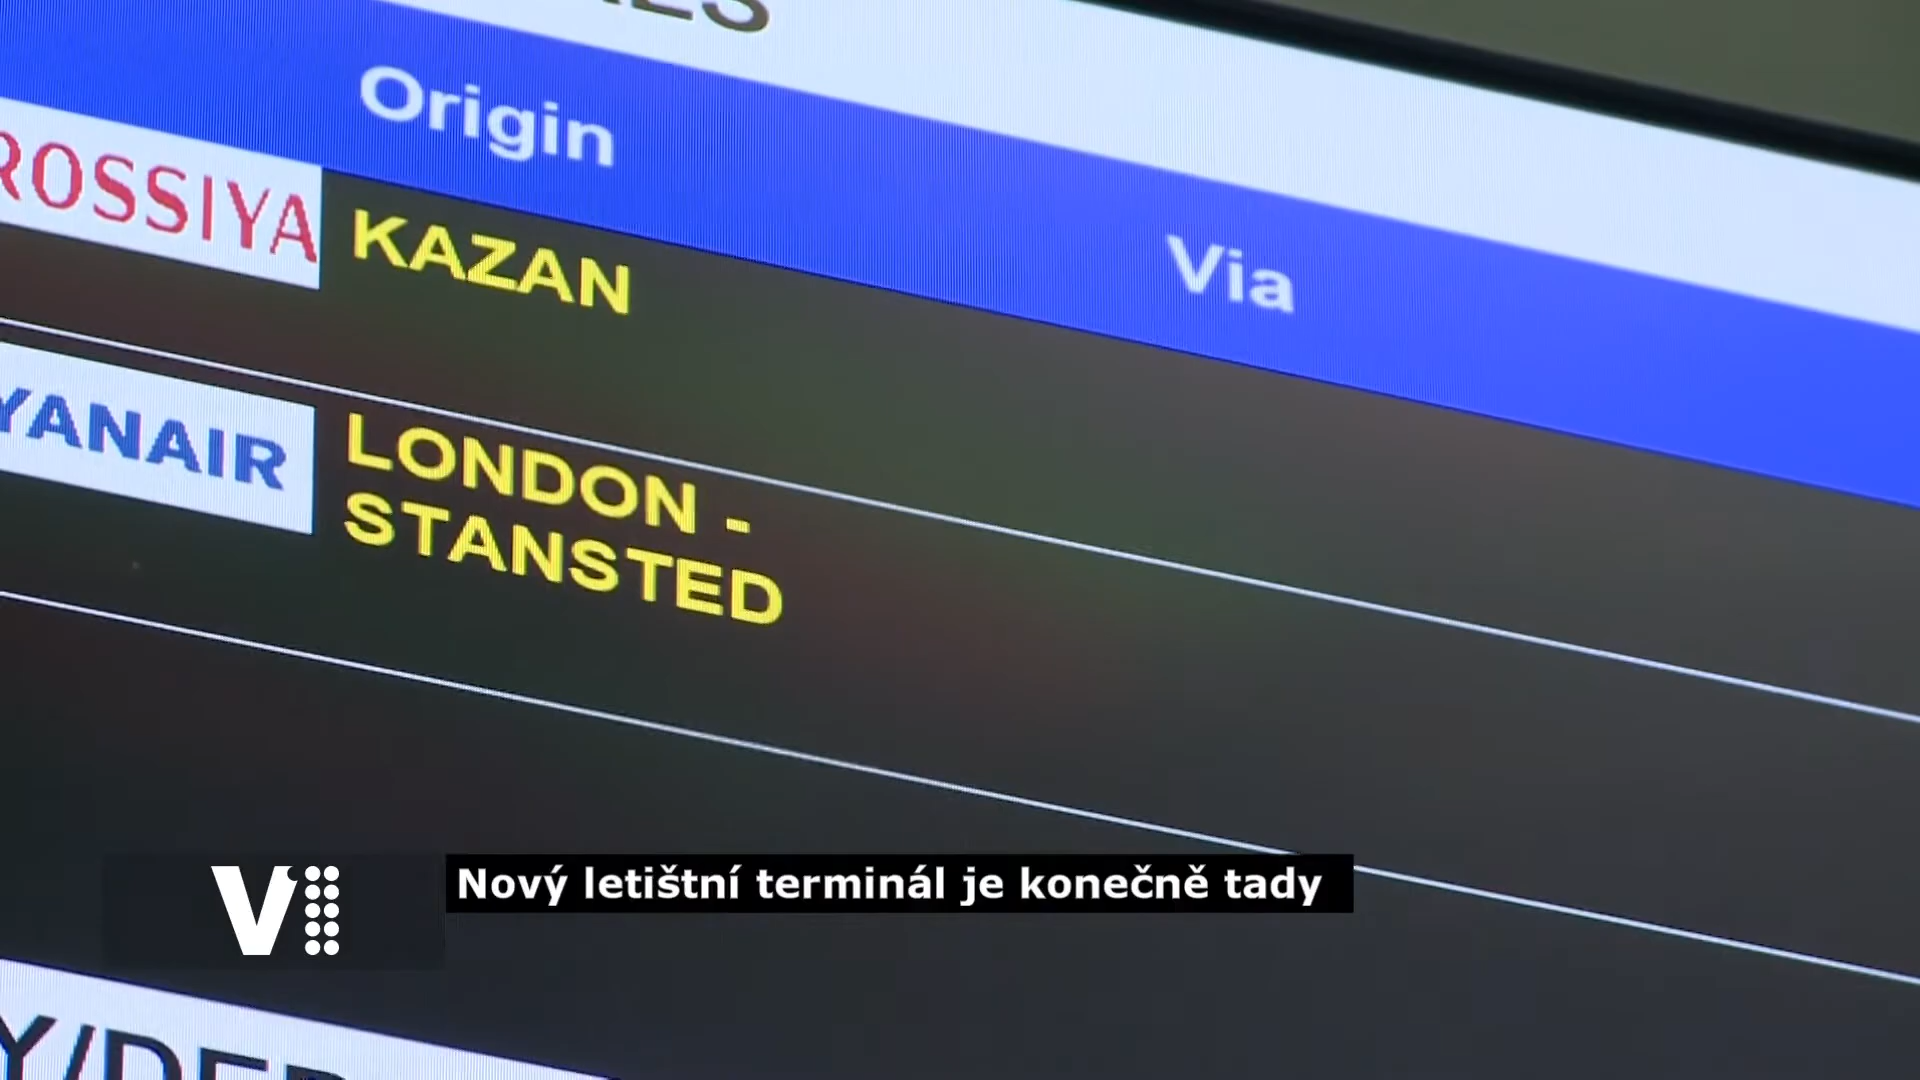 Origin
Via
ROSSIYA
KAZAN
YANAIR
LONDON -
STANSTED
Nový letištní terminál je konečně tady
V